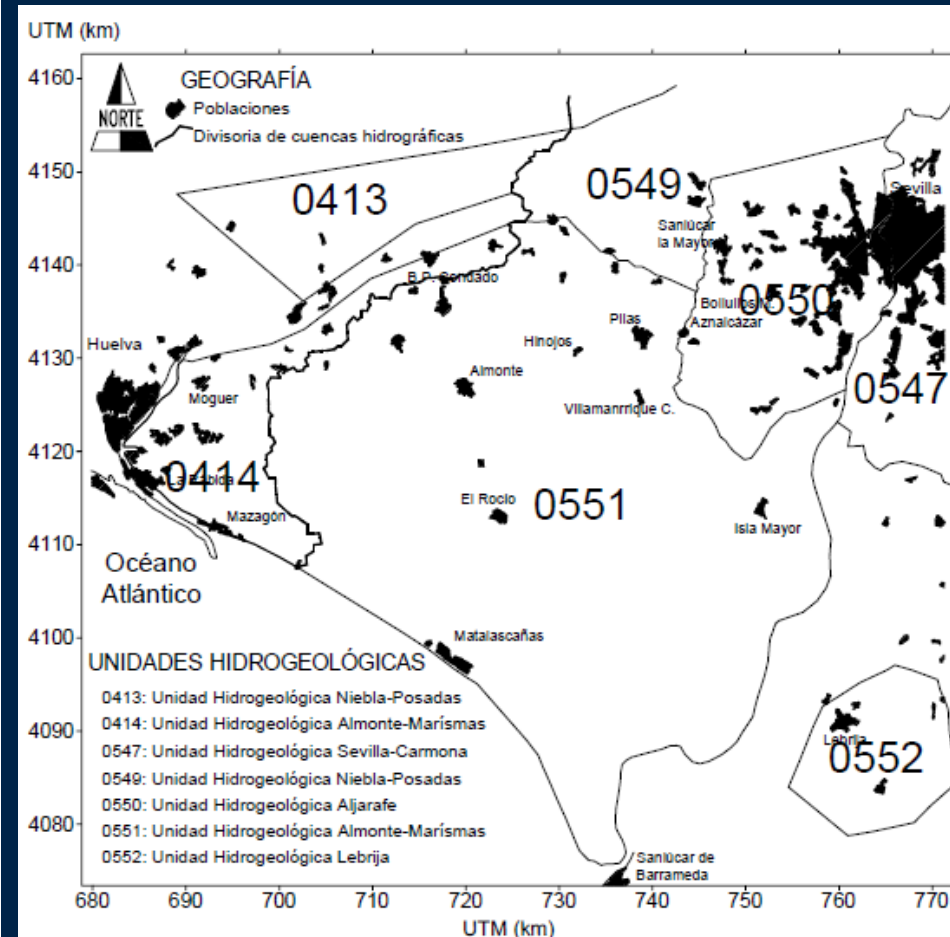 UTM (km)
4160
4150
4140
4130
4120
4110
4100
4090
4080
GEOGRAFÍA
Poblaciones
Divisoria de cuencas hidrográficas
NORTE
0413
0549
Sevilla
Sanlúcar
la Mayor
B.P. Condado
0550
Bollullos M.
Aznalcázar
Pilas
Hinojos
Huelva
Almonte
0547
Moguer
Villamanrrique C.
0414
La Rábida
El Rocío
0551
Mazagón
Isla Mayor
Océano
Atlántico
Matalascañas
UNIDADES HIDROGEOLÓGICAS
0413: Unidad Hidrogeológica Niebla-Posadas
0414: Unidad Hidrogeológica Almonte-Marísmas
0547: Unidad Hidrogeológica Sevilla-Carmona
0549: Unidad Hidrogeológica Niebla-Posadas
0550: Unidad Hidrogeológica Aljarafe
0551: Unidad Hidrogeológica Almonte-Marísmas
0552: Unidad Hidrogeológica Lebrija
Lebrija
0552
Sanlúcar de
Barrameda
680 690 700 710 720 730 740 750 760 770
UTM (km)